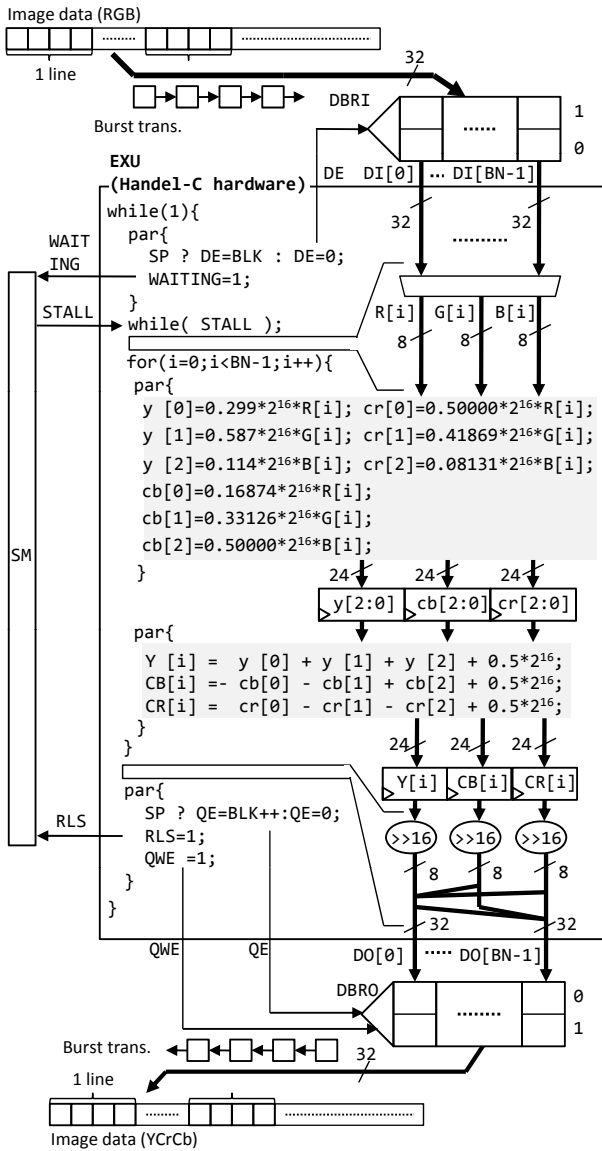 Image data (RGB)
1 line
32
Burst trans.
DBRI
1
0
EXU
(Handel-C hardware)
DE DI[0] ... DI[BN-1]
while(1){
32 32
par{
WAIT
ING
SP ? DE=BLK : DE=0;
WAITING=1;
}
STALL
while( STALL );
R[i] G[i] B[i]
8 8 8
for(i=0;i<BN-1;i++){
par{
y [0]=0.299*2¹⁶*R[i]; cr[0]=0.50000*2¹⁶*R[i];
y [1]=0.587*2¹⁶*G[i]; cr[1]=0.41869*2¹⁶*G[i];
y [2]=0.114*2¹⁶*B[i]; cr[2]=0.08131*2¹⁶*B[i];
cb[0]=0.16874*2¹⁶*R[i];
cb[1]=0.33126*2¹⁶*G[i];
cb[2]=0.50000*2¹⁶*B[i];
SM
}
24 24 24
y[2:0] cb[2:0] cr[2:0]
par{
Y [i] = y [0] + y [1] + y [2] + 0.5*2¹⁶;
CB[i] =- cb[0] - cb[1] + cb[2] + 0.5*2¹⁶;
CR[i] = cr[0] - cr[1] - cr[2] + 0.5*2¹⁶;
}
}
24 24 24
Y[i] CB[i] CR[i]
par{
SP ? QE=BLK++:QE=0;
RLS
RLS=1;
QWE =1;
>>16 >>16 >>16
}
8 8 8
}
32 32
QWE QE DO[0] ..... DO[BN-1]
DBRO
0
1
Burst trans.
32
1 line
Image data (YCrCb)